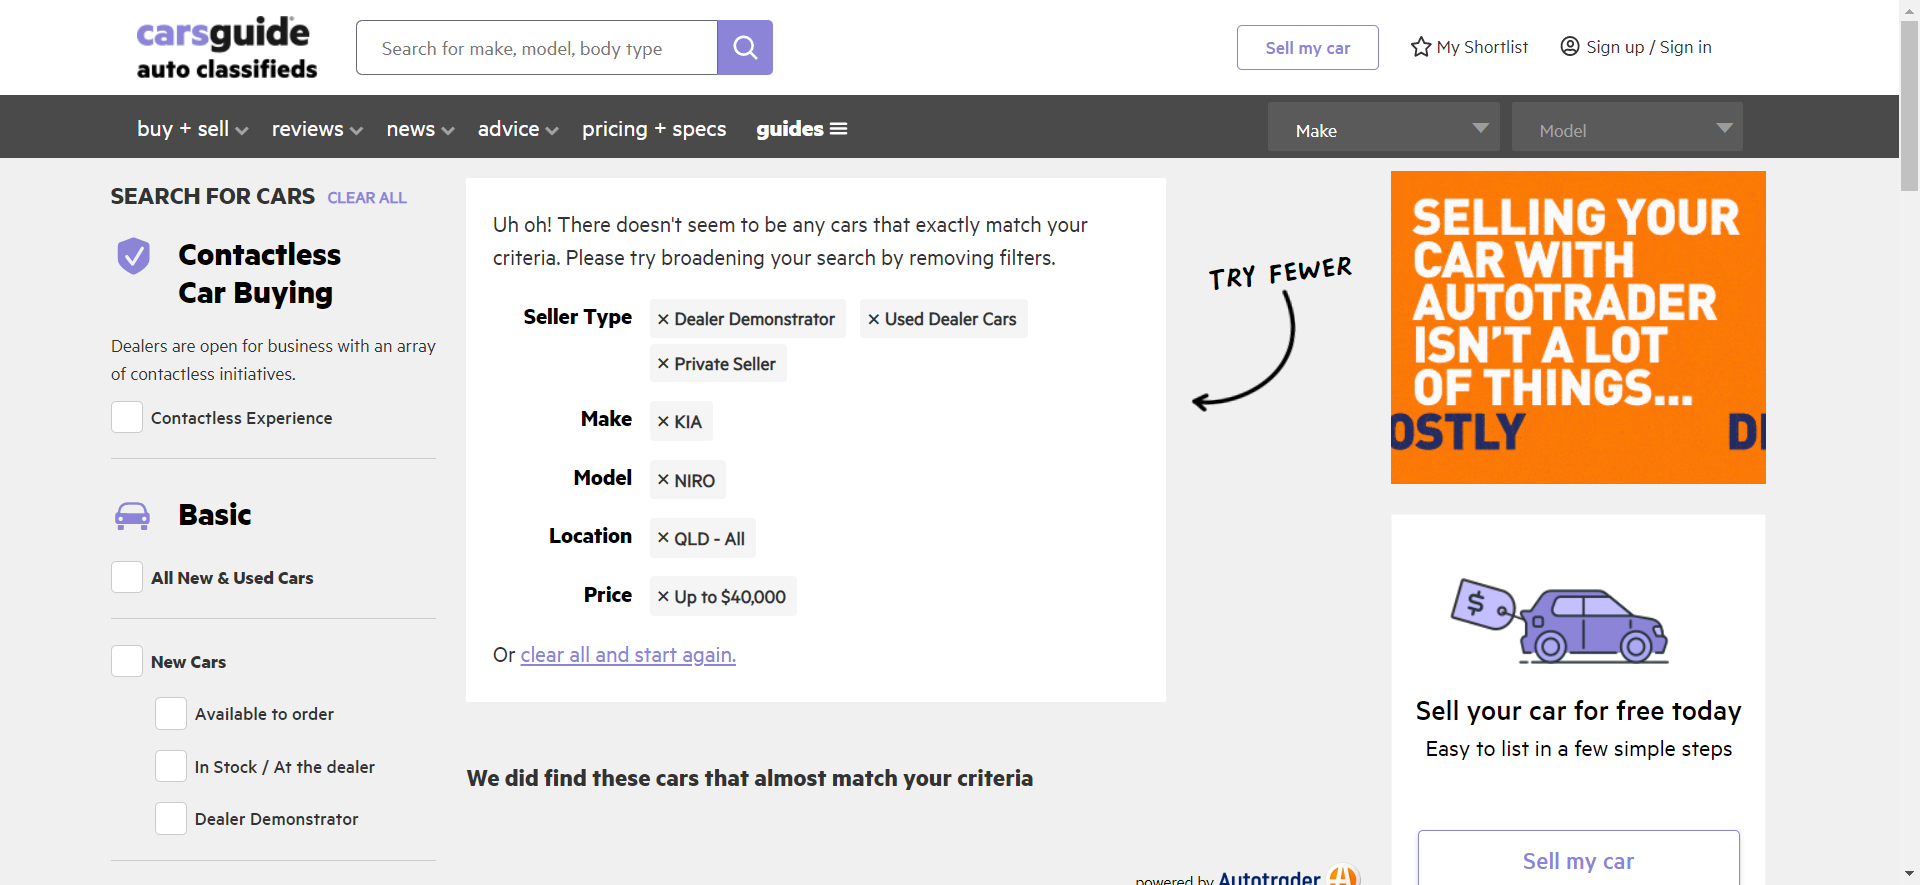 carsguide
auto classifieds
Search for make, model, body type
Sell my car
My Shortlist
Sign up / Sign in
buy + sell
reviews
news
advice
pricing + specs
guides
Make
Model
SEARCH FOR CARS CLEAR ALL
Contactless
Car Buying
Dealers are open for business with an array
of contactless initiatives.
Contactless Experience
Basic
All New & Used Cars
New Cars
Available to order
In Stock / At the dealer
Dealer Demonstrator
Uh oh! There doesn't seem to be any cars that exactly match your
criteria. Please try broadening your search by removing filters.
Seller Type × Dealer Demonstrator × Used Dealer Cars
× Private Seller
Make × KIA
Model × NIRO
Location × QLD - All
Price × Up to $40,000
Or clear all and start again.
TRY FEWER
We did find these cars that almost match your criteria
powered by Autotrader
SELLING YOUR
CAR WITH
AUTOTRADER
ISN'T A LOT
OF THINGS...
OSTLY D
$
Sell your car for free today
Easy to list in a few simple steps
Sell my car